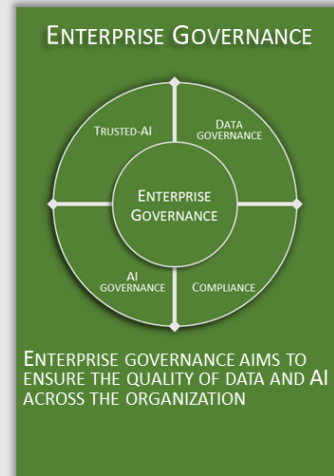 Enterprise Governance
Trusted-AI
Data
governance
Enterprise
Governance
AI
governance
Compliance
Enterprise governance aims to
ensure the quality of data and AI
across the organization